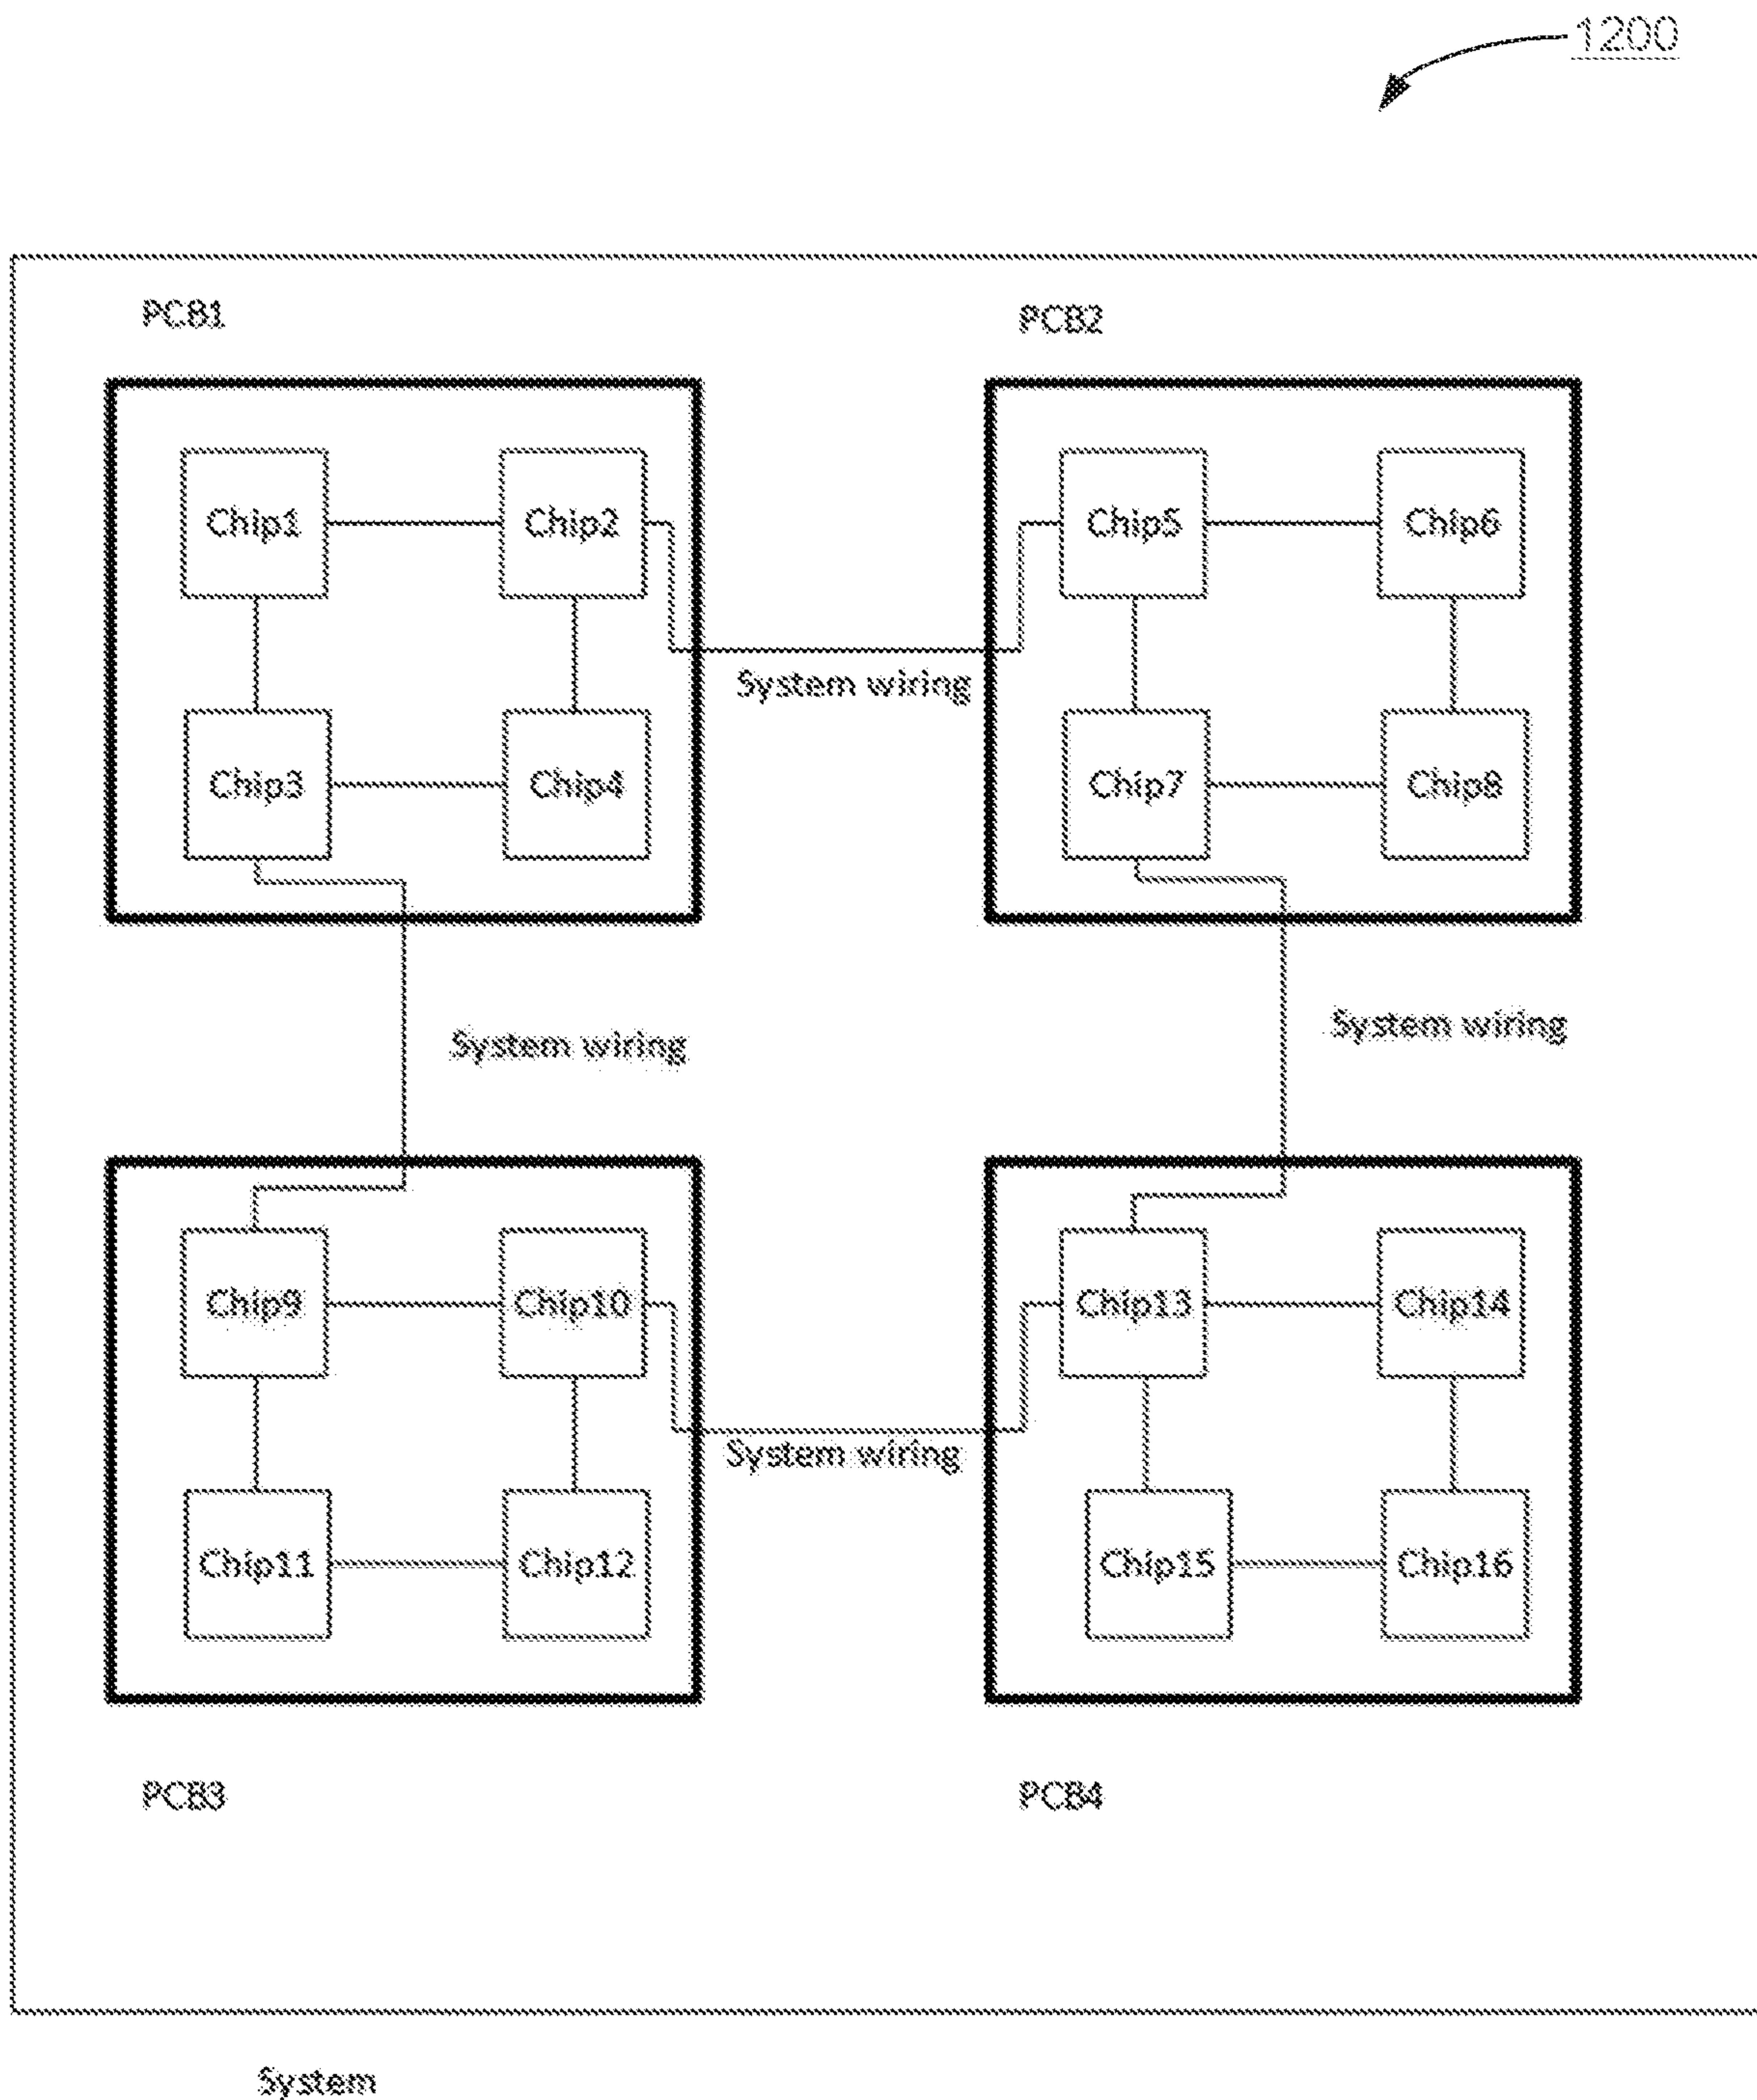 1200
PCB1
PCB2
Chip1
Chip2
Chip5
Chip6
System wiring
Chip3
Chip4
Chip7
Chip8
System wiring
System wiring
Chip9
Chip10
Chip13
Chip14
System wiring
Chip11
Chip12
Chip15
Chip16
PCB3
PCB4
System